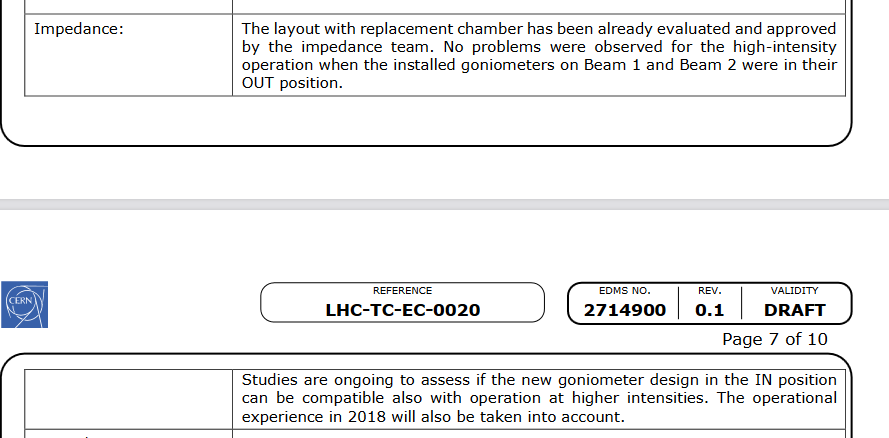 Impedance:
The layout with replacement chamber has been already evaluated and approved
by the impedance team. No problems were observed for the high-intensity
operation when the installed goniometers on Beam 1 and Beam 2 were in their
OUT position.
CERN
REFERENCE
LHC-TC-EC-0020
EDMS NO.
2714900
REV.
0.1
VALIDITY
DRAFT
Page 7 of 10
Studies are ongoing to assess if the new goniometer design in the IN position
can be compatible also with operation at higher intensities. The operational
experience in 2018 will also be taken into account.